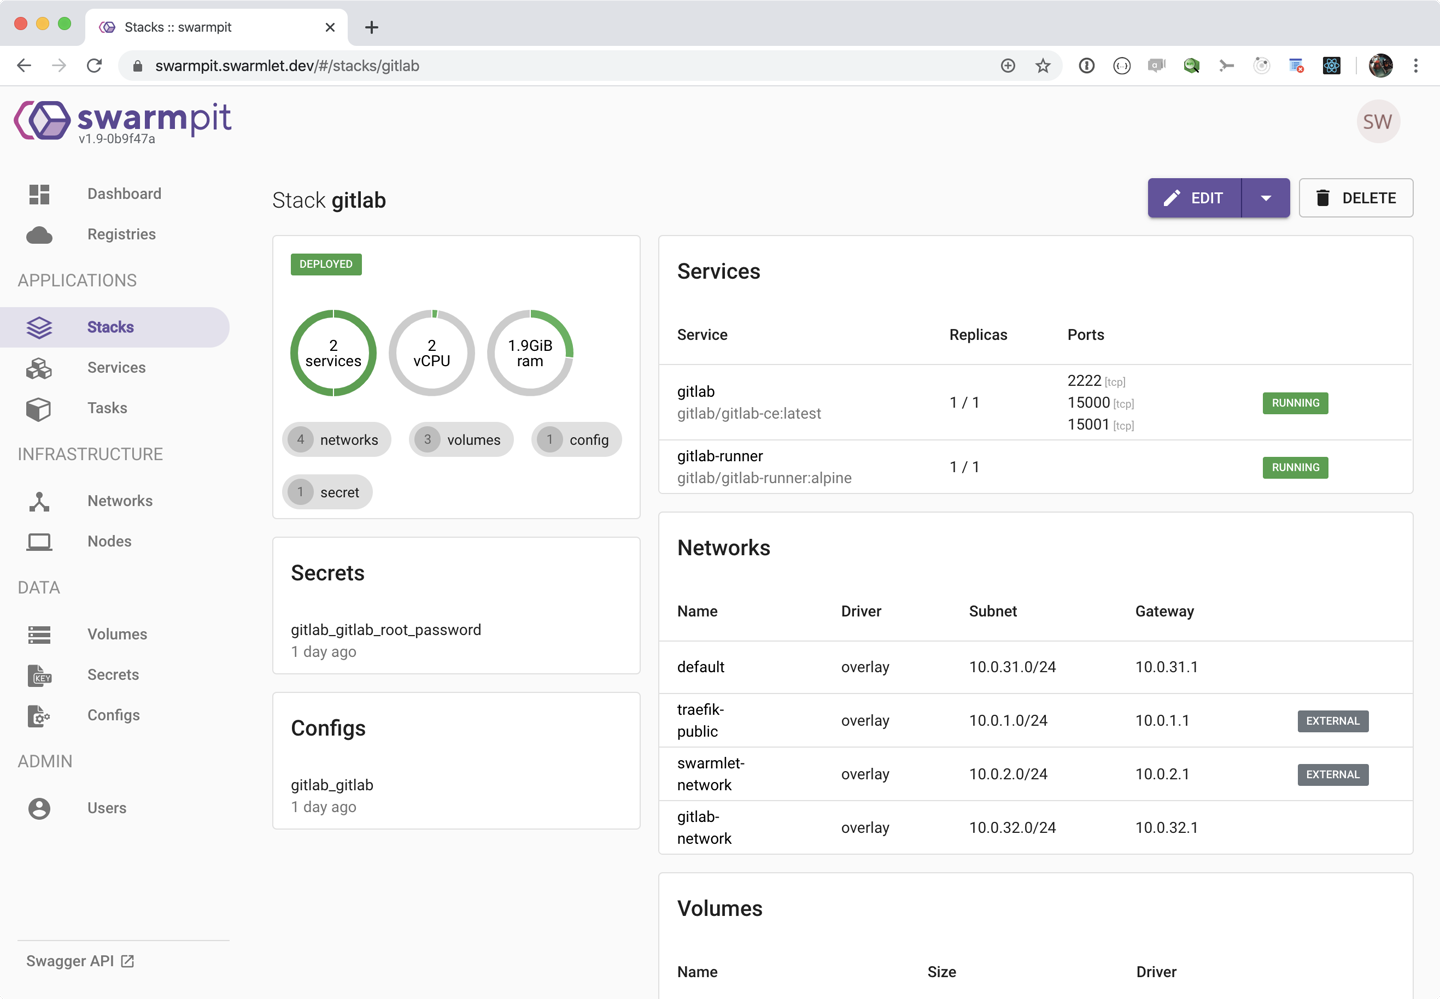 Stacks :: swarmpit
swarmpit.swarmlet.dev/#/stacks/gitlab
swarmpit
v1.9-0b9f47a
SW
Dashboard
Registries
APPLICATIONS
Stacks
Services
Tasks
INFRASTRUCTURE
Networks
Nodes
DATA
Volumes
KEY
Secrets
Configs
ADMIN
Users
Swagger API
Stack gitlab
EDIT
DELETE
DEPLOYED
2
services
2
vCPU
1.9GiB
ram
4 networks
3 volumes
1 config
1 secret
Secrets
gitlab_gitlab_root_password
1 day ago
Configs
gitlab_gitlab
1 day ago
Services
Service Replicas Ports
gitlab
gitlab/gitlab-ce:latest
1 / 1
2222 [tcp]
15000 [tcp]
15001 [tcp]
RUNNING
gitlab-runner
gitlab/gitlab-runner:alpine
1 / 1
RUNNING
Networks
Name Driver Subnet Gateway
default overlay 10.0.31.0/24 10.0.31.1
traefik-
public
overlay 10.0.1.0/24 10.0.1.1 EXTERNAL
swarmlet-
network
overlay 10.0.2.0/24 10.0.2.1 EXTERNAL
gitlab-
network
overlay 10.0.32.0/24 10.0.32.1
Volumes
Name Size Driver